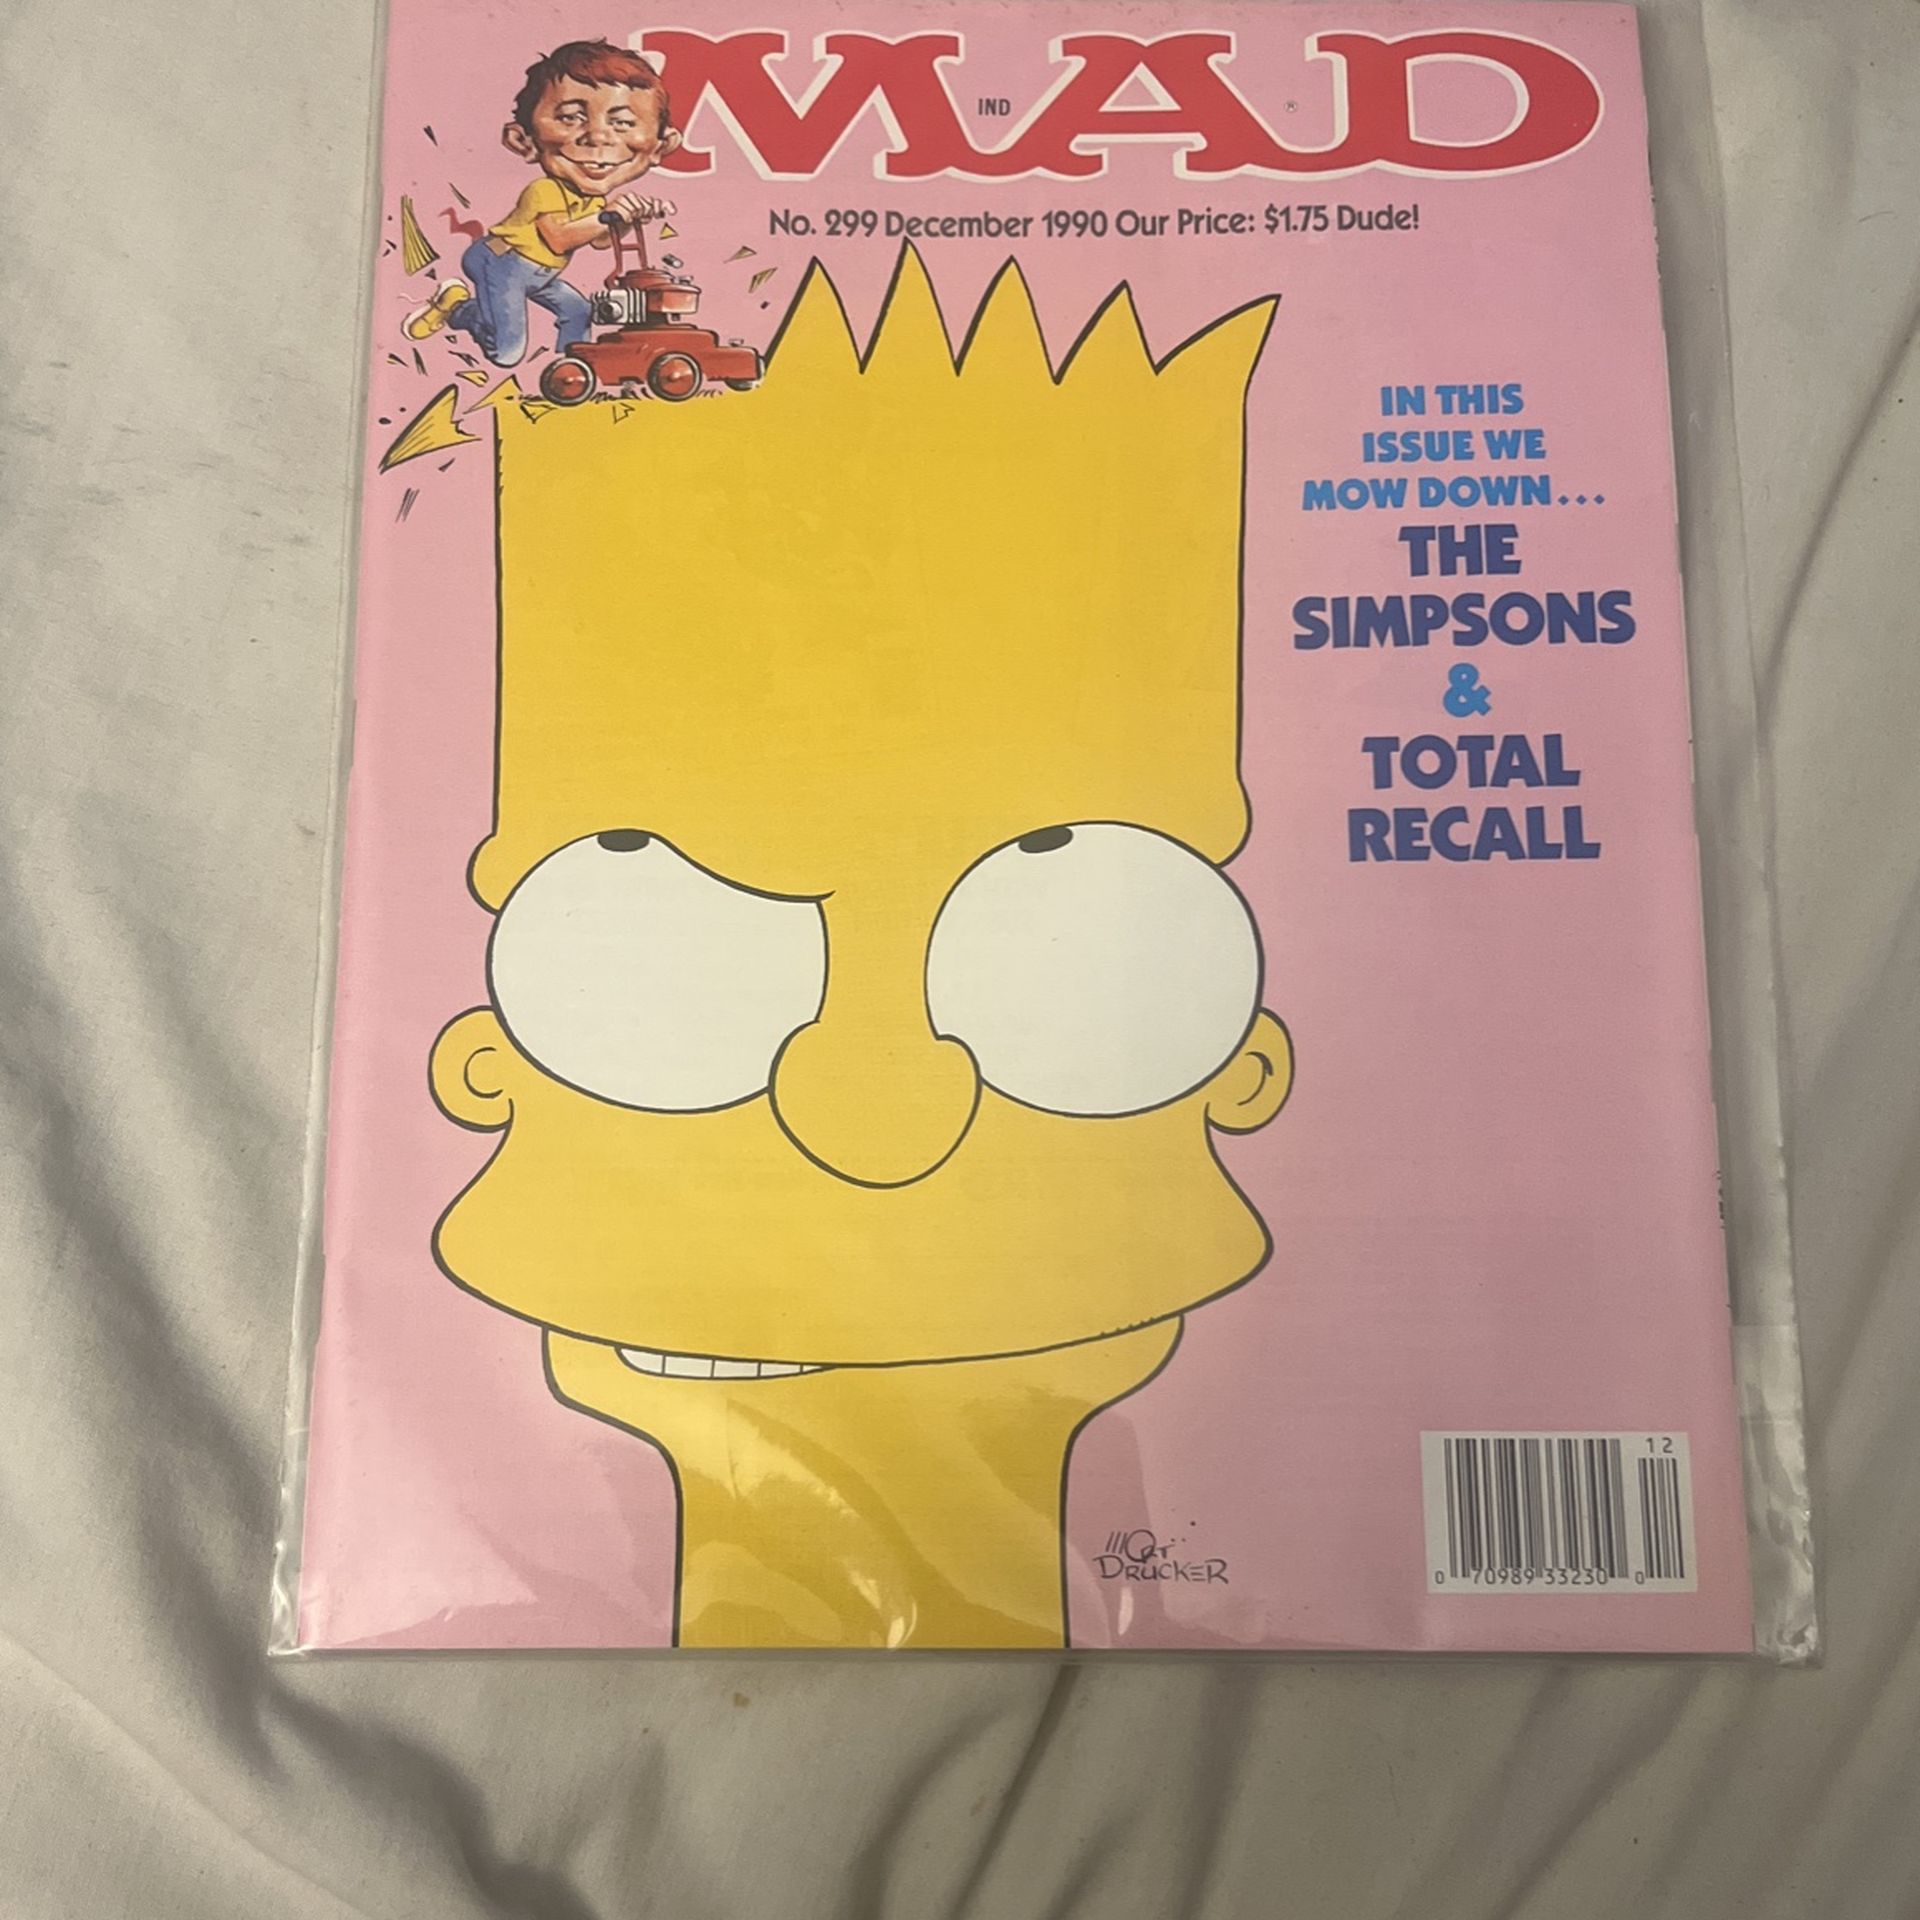 MAD
IND
®
No. 299 December 1990 Our Price: $1.75 Dude!
IN THIS
ISSUE WE
MOW DOWN...
THE
SIMPSONS
&
TOTAL
RECALL
MORT
DRUCKER
12
0 70989 33230 0